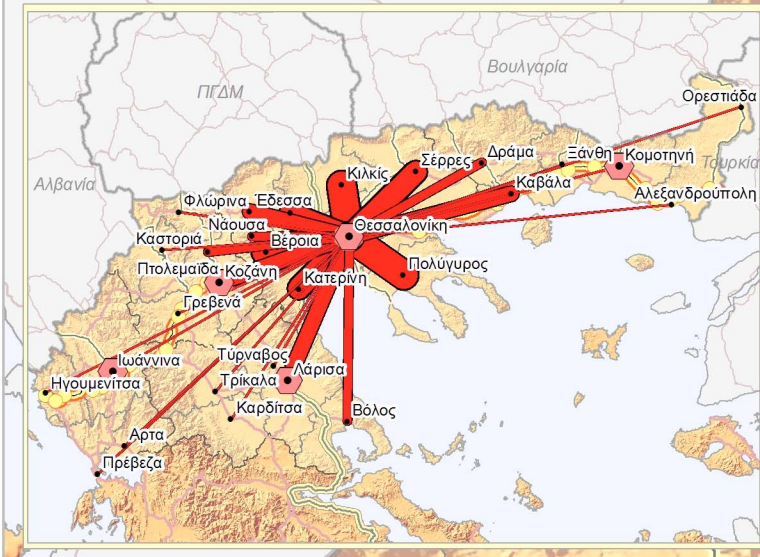 Βουλγαρία
ΠΓΔΜ
Ορεστιάδα
Δράμα
Ξάνθη
Κομοτηνή
Σέρρες
Τουρκία
Κιλκίς
Καβάλα
Αλβανία
Αλεξανδρούπολη
Φλώρινα
Έδεσσα
Νάουσα
Θεσσαλονίκη
Καστοριά
Βέροια
Πολύγυρος
Πτολεμαΐδα
Κοζάνη
Κατερίνη
Γρεβενά
Τύρναβος
Ιωάννινα
Λάρισα
Ηγουμενίτσα
Τρίκαλα
Καρδίτσα
Βόλος
Αρτα
Πρέβεζα